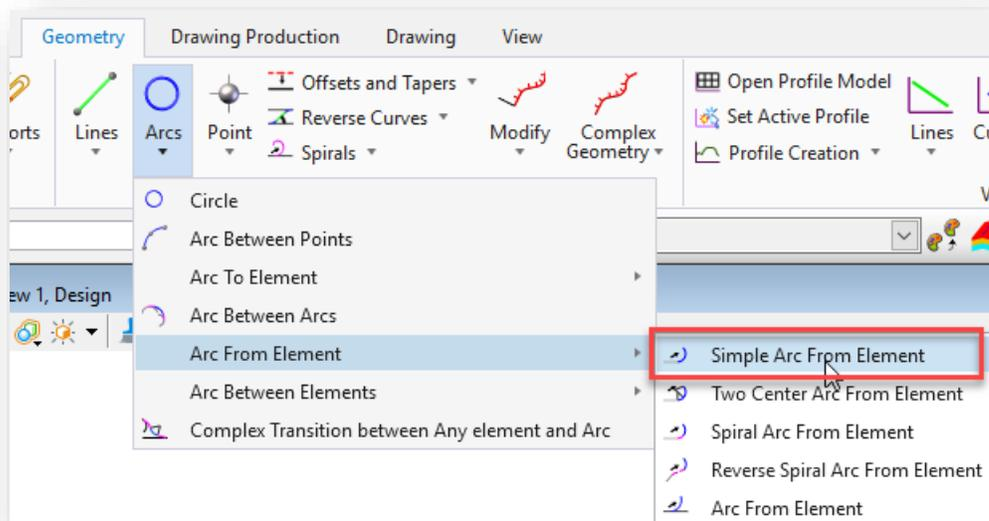 Geometry Drawing Production Drawing View
orts
Lines
Arcs
Point
Offsets and Tapers
Reverse Curves
Spirals
Modify
Complex
Geometry
Open Profile Model
Set Active Profile
Profile Creation
Lines
Circle
Arc Between Points
Arc To Element
Arc Between Arcs
Arc From Element
Arc Between Elements
Complex Transition between Any element and Arc
ew 1, Design
Simple Arc From Element
Two Center Arc From Element
Spiral Arc From Element
Reverse Spiral Arc From Element
Arc From Element